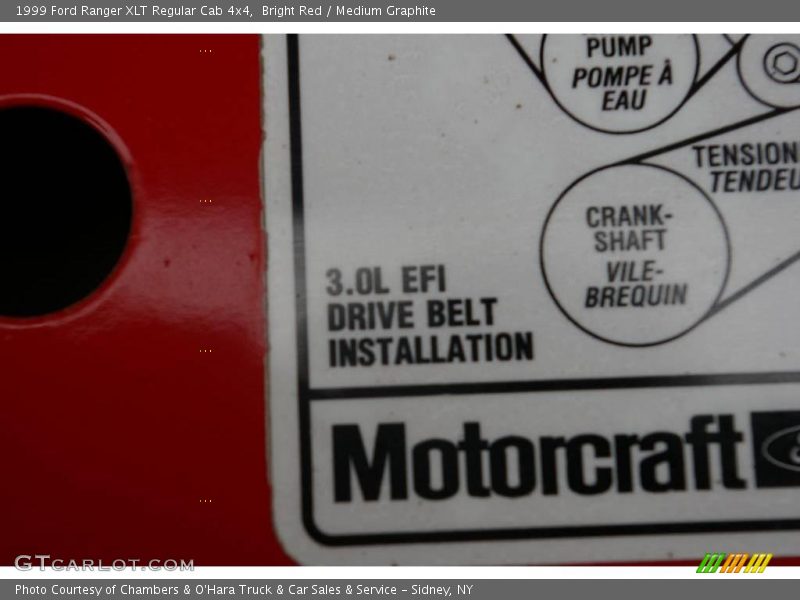 1999 Ford Ranger XLT Regular Cab 4x4,  Bright Red / Medium Graphite
PUMP
POMPE À
EAU
TENSION
TENDEU
CRANK-
SHAFT
VILE-
BREQUIN
3.0L EFI
DRIVE BELT
INSTALLATION
Motorcraft
GTCARLOT.COM
Photo Courtesy of Chambers & O'Hara Truck & Car Sales & Service - Sidney, NY